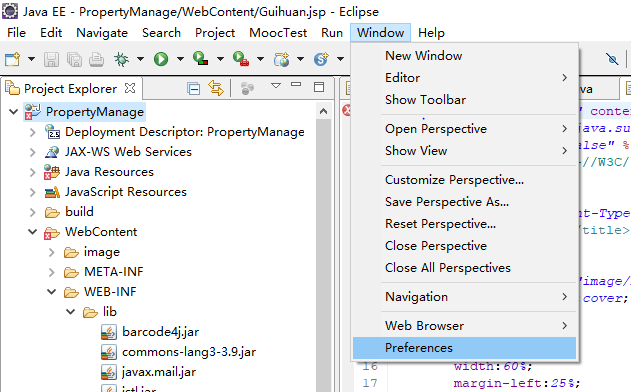 Java EE - PropertyManage/WebContent/Guihuan.jsp - Eclipse
File Edit Navigate Search Project MoocTest Run Window Help
Project Explorer
PropertyManage
Deployment Descriptor: PropertyManage
JAX-WS Web Services
Java Resources
JavaScript Resources
build
WebContent
image
META-INF
WEB-INF
lib
barcode4j.jar
commons-lang3-3.9.jar
javax.mail.jar
jstl.jar
New Window
Editor
Show Toolbar
Open Perspective
Show View
Customize Perspective...
Save Perspective As...
Reset Perspective...
Close Perspective
Close All Perspectives
Navigation
Web Browser
Preferences
va
" conten
java.su
alse" %
//W3C/
nt-Type
/title>
"image/
cover;
16 width:60%;
17 margin-left:25%;